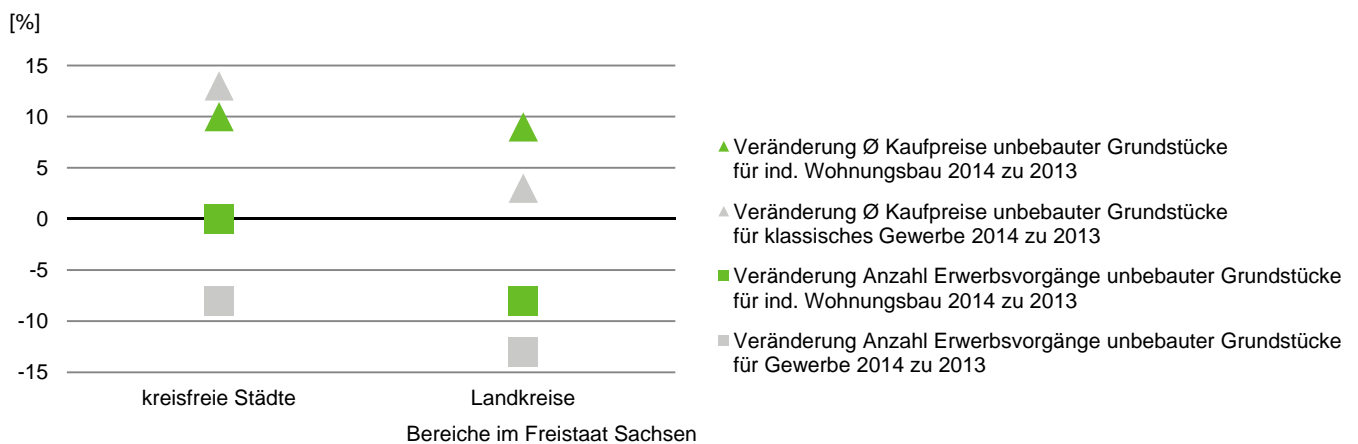 [%]
15
10
5
0
-5
-10
-15
kreisfreie Städte
Landkreise
Bereiche im Freistaat Sachsen
Veränderung Ø Kaufpreise unbebauter Grundstücke
für ind. Wohnungsbau 2014 zu 2013
Veränderung Ø Kaufpreise unbebauter Grundstücke
für klassisches Gewerbe 2014 zu 2013
Veränderung Anzahl Erwerbsvorgänge unbebauter Grundstücke
für ind. Wohnungsbau 2014 zu 2013
Veränderung Anzahl Erwerbsvorgänge unbebauter Grundstücke
für Gewerbe 2014 zu 2013